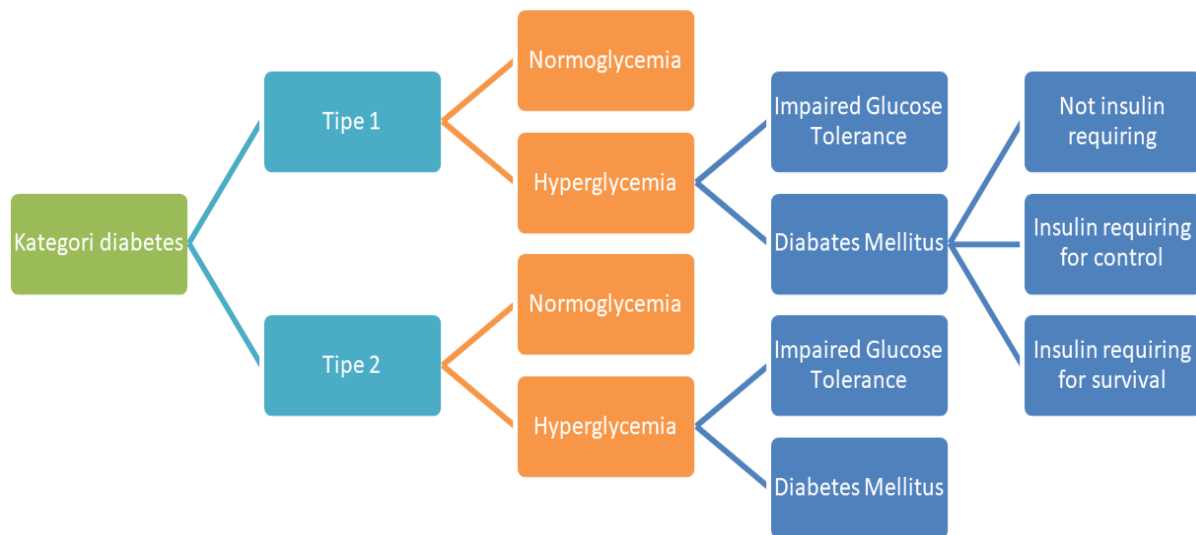 Kategori diabetes
Tipe 1
Normoglycemia
Hyperglycemia
Impaired Glucose
Tolerance
Diabates Mellitus
Not insulin
requiring
Insulin requiring
for control
Insulin requiring
for survival
Tipe 2
Normoglycemia
Hyperglycemia
Impaired Glucose
Tolerance
Diabetes Mellitus